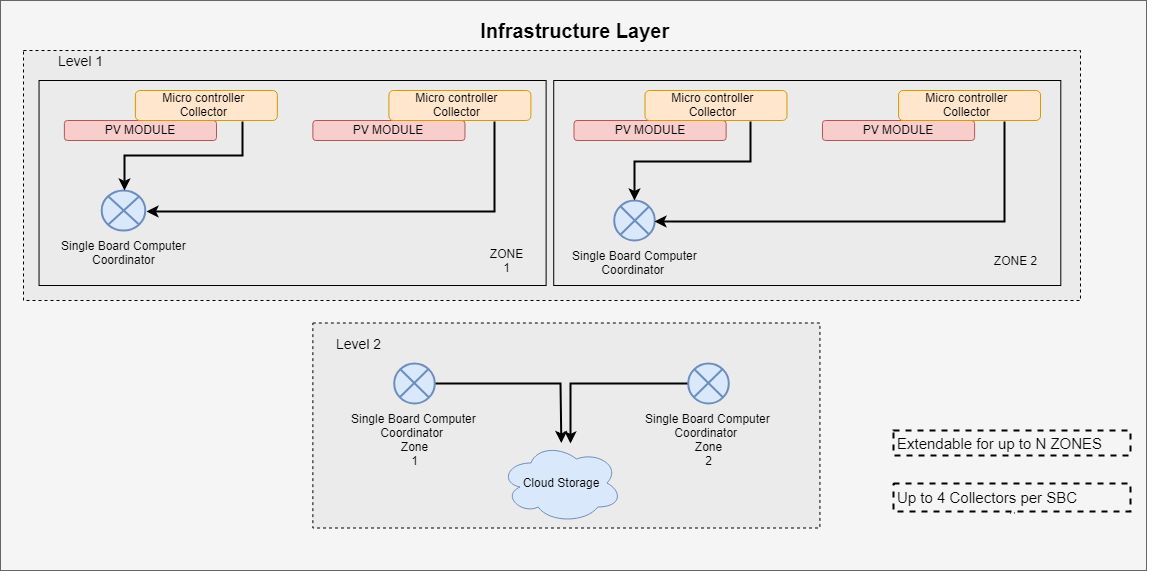 Infrastructure Layer
Level 1
Micro controller
Collector
PV MODULE
Micro controller
Collector
PV MODULE
Single Board Computer
Coordinator
ZONE
1
Micro controller
Collector
PV MODULE
Micro controller
Collector
PV MODULE
Single Board Computer
Coordinator
ZONE 2
Level 2
Single Board Computer
Coordinator
Zone
1
Single Board Computer
Coordinator
Zone
2
Cloud Storage
Extendable for up to N ZONES
Up to 4 Collectors per SBC